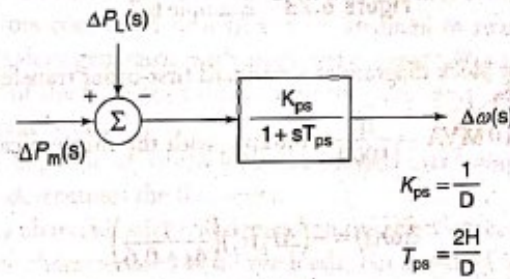 ΔP_L(s)
+ −
Σ
ΔP_m(s)
K_ps
1 + sT_ps
Δω(s)
K_ps = 1/D
T_ps = 2H/D